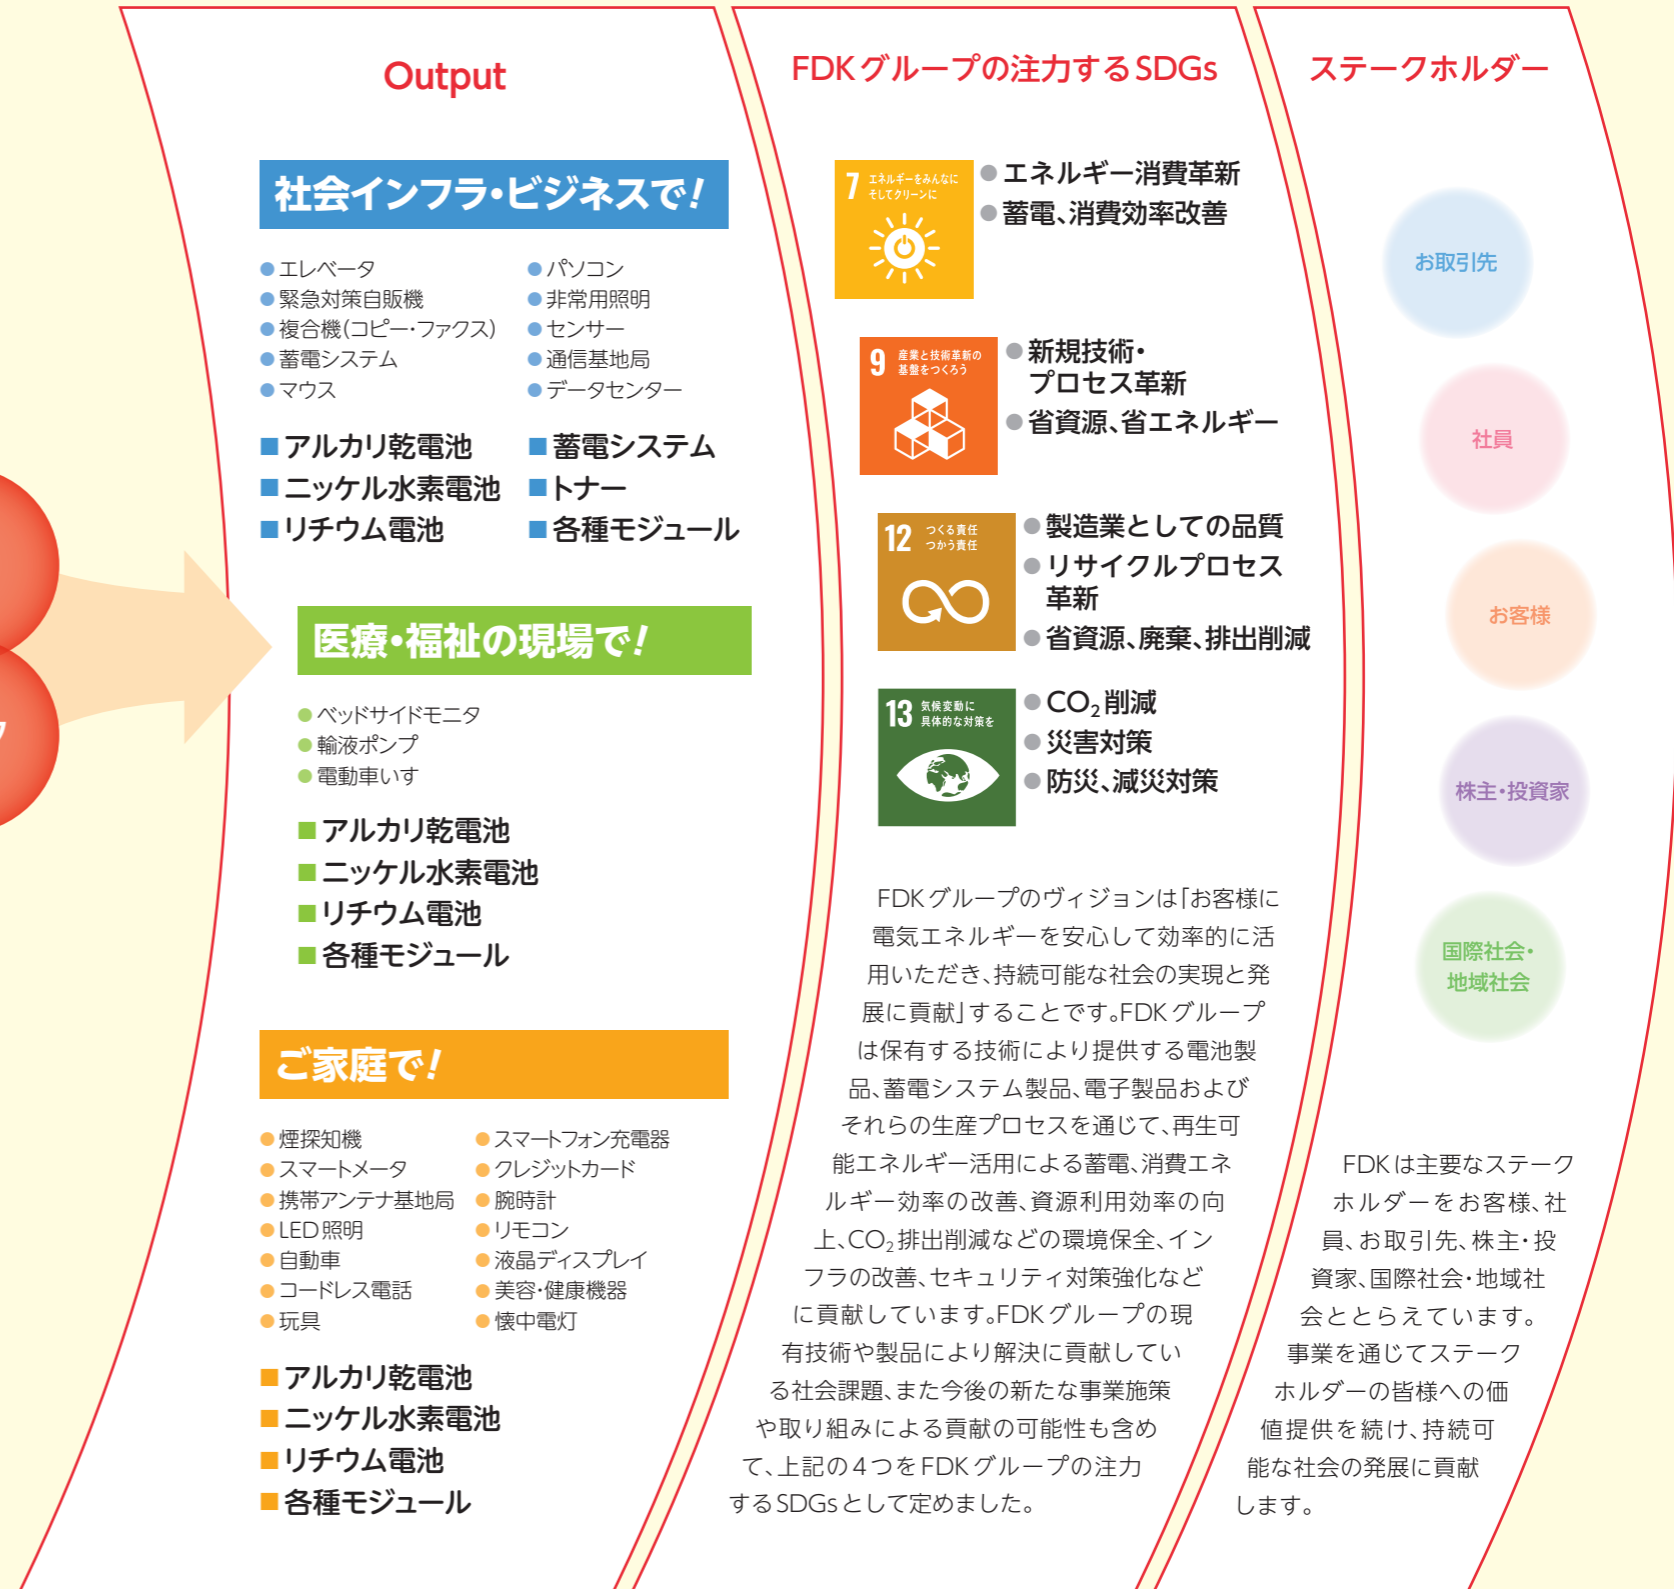 Output
社会インフラ・ビジネスで!
●エレベータ
●緊急対策自販機
●複合機(コピー・ファクス)
●蓄電システム
●マウス
●パソコン
●非常用照明
●センサー
●通信基地局
●データセンター
■アルカリ乾電池
■ニッケル水素電池
■リチウム電池
■蓄電システム
■トナー
■各種モジュール
医療・福祉の現場で!
●ベッドサイドモニタ
●輸液ポンプ
●電動車いす
■アルカリ乾電池
■ニッケル水素電池
■リチウム電池
■各種モジュール
ご家庭で!
●煙探知機
●スマートメータ
●携帯アンテナ基地局
●LED照明
●自動車
●コードレス電話
●玩具
●スマートフォン充電器
●クレジットカード
●腕時計
●リモコン
●液晶ディスプレイ
●美容・健康機器
●懐中電灯
■アルカリ乾電池
■ニッケル水素電池
■リチウム電池
■各種モジュール
FDKグループの注力するSDGs
7 エネルギーをみんなに
そしてクリーンに
●エネルギー消費革新
●蓄電、消費効率改善
9 産業と技術革新の
基盤をつくろう
●新規技術・
プロセス革新
●省資源、省エネルギー
12 つくる責任
つかう責任
●製造業としての品質
●リサイクルプロセス
革新
●省資源、廃棄、排出削減
13 気候変動に
具体的な対策を
●CO₂削減
●災害対策
●防災、減災対策
FDKグループのヴィジョンは「お客様に
電気エネルギーを安心して効率的に活
用いただき、持続可能な社会の実現と発
展に貢献」することです。FDKグループ
は保有する技術により提供する電池製
品、蓄電システム製品、電子製品および
それらの生産プロセスを通じて、再生可
能エネルギー活用による蓄電、消費エネ
ルギー効率の改善、資源利用効率の向
上、CO₂排出削減などの環境保全、イン
フラの改善、セキュリティ対策強化など
に貢献しています。FDKグループの現
有技術や製品により解決に貢献してい
る社会課題、また今後の新たな事業施策
や取り組みによる貢献の可能性も含め
て、上記の4つをFDKグループの注力
するSDGsとして定めました。
ステークホルダー
お取引先
社員
お客様
株主・投資家
国際社会・
地域社会
FDKは主要なステーク
ホルダーをお客様、社
員、お取引先、株主・投
資家、国際社会・地域社
会ととらえています。
事業を通じてステーク
ホルダーの皆様への価
値提供を続け、持続可
能な社会の発展に貢献
します。